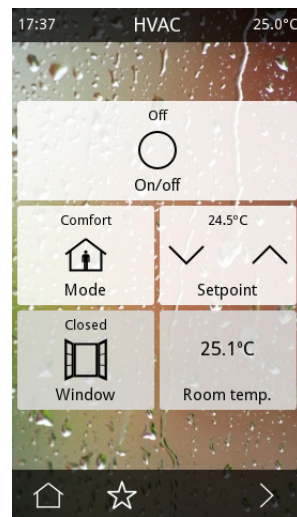 17:37 HVAC 25.0°C
Off
On/off
Comfort
Mode
24.5°C
Setpoint
Closed
Window
25.1°C
Room temp.